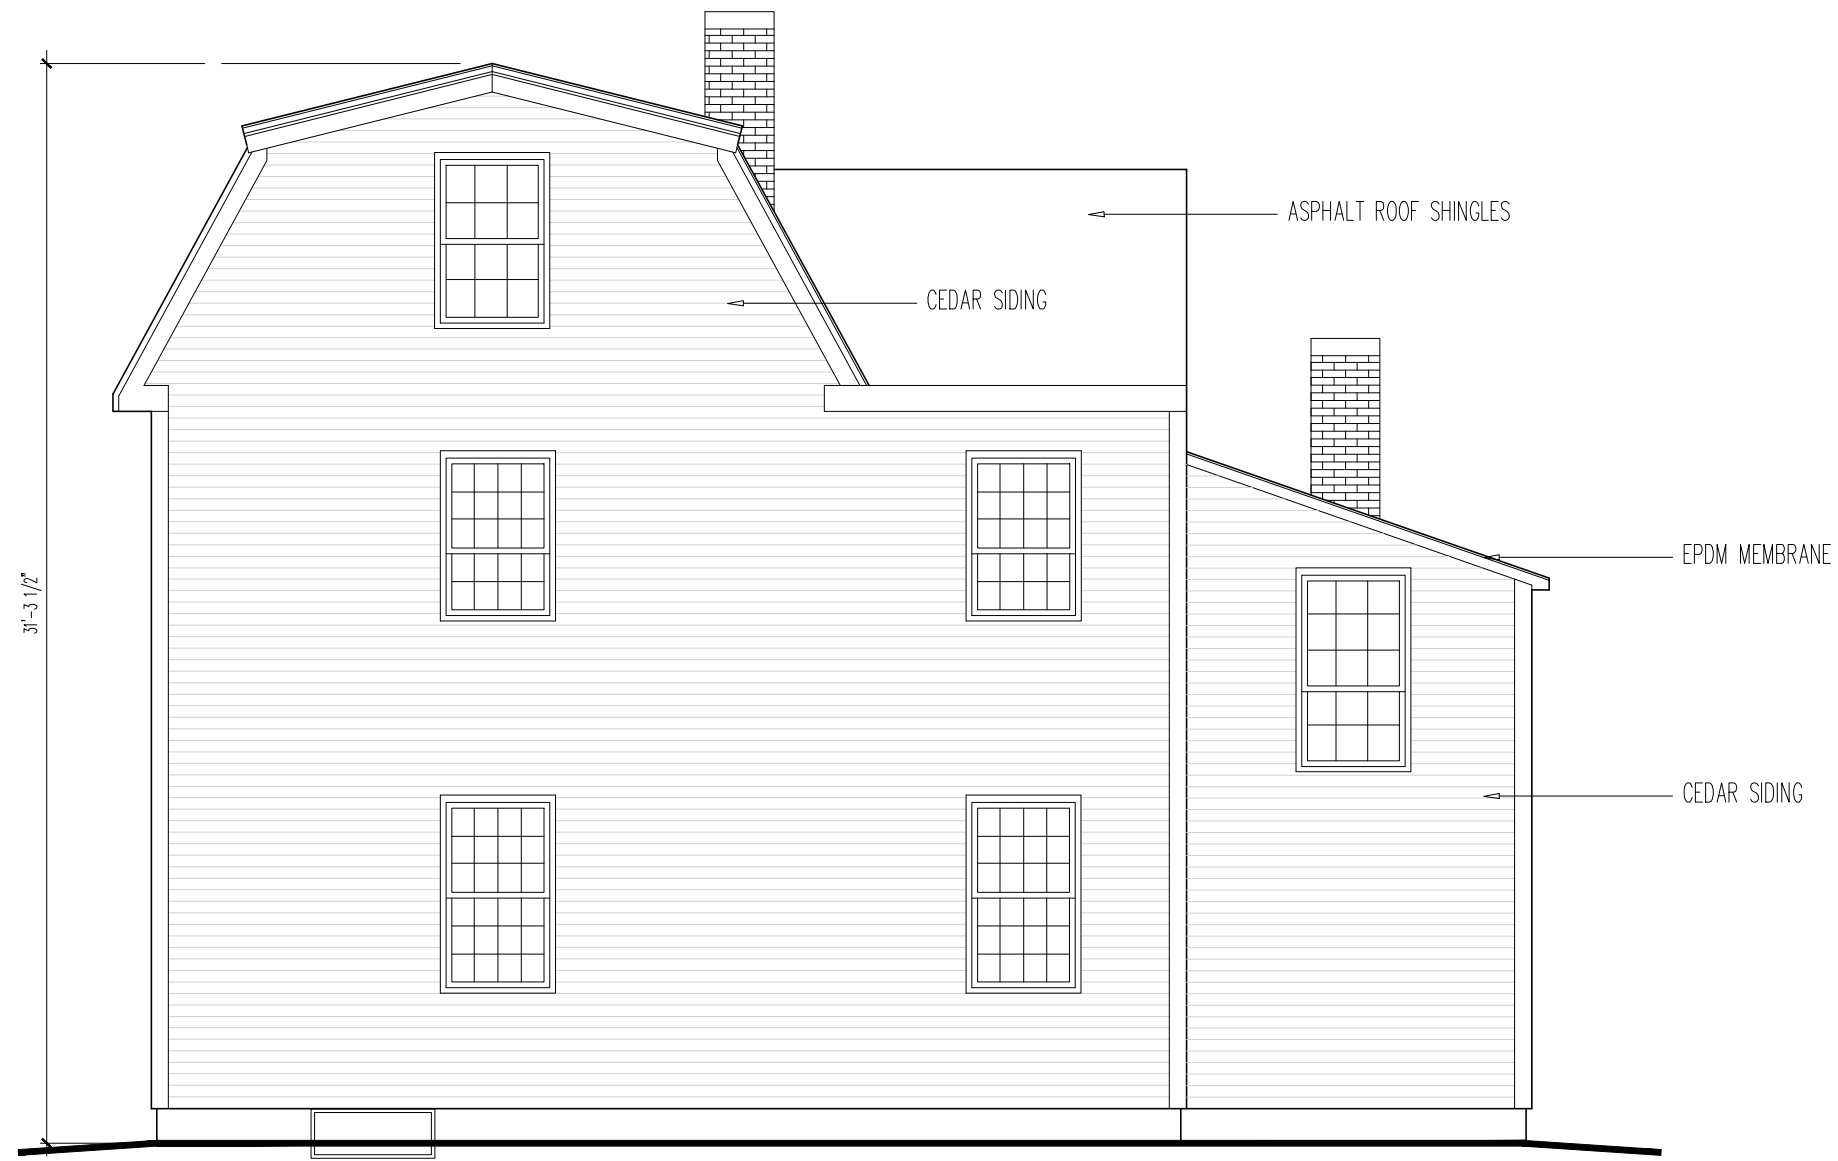 ASPHALT ROOF SHINGLES
CEDAR SIDING
EPDM MEMBRANE
31'-3 1/2"
CEDAR SIDING